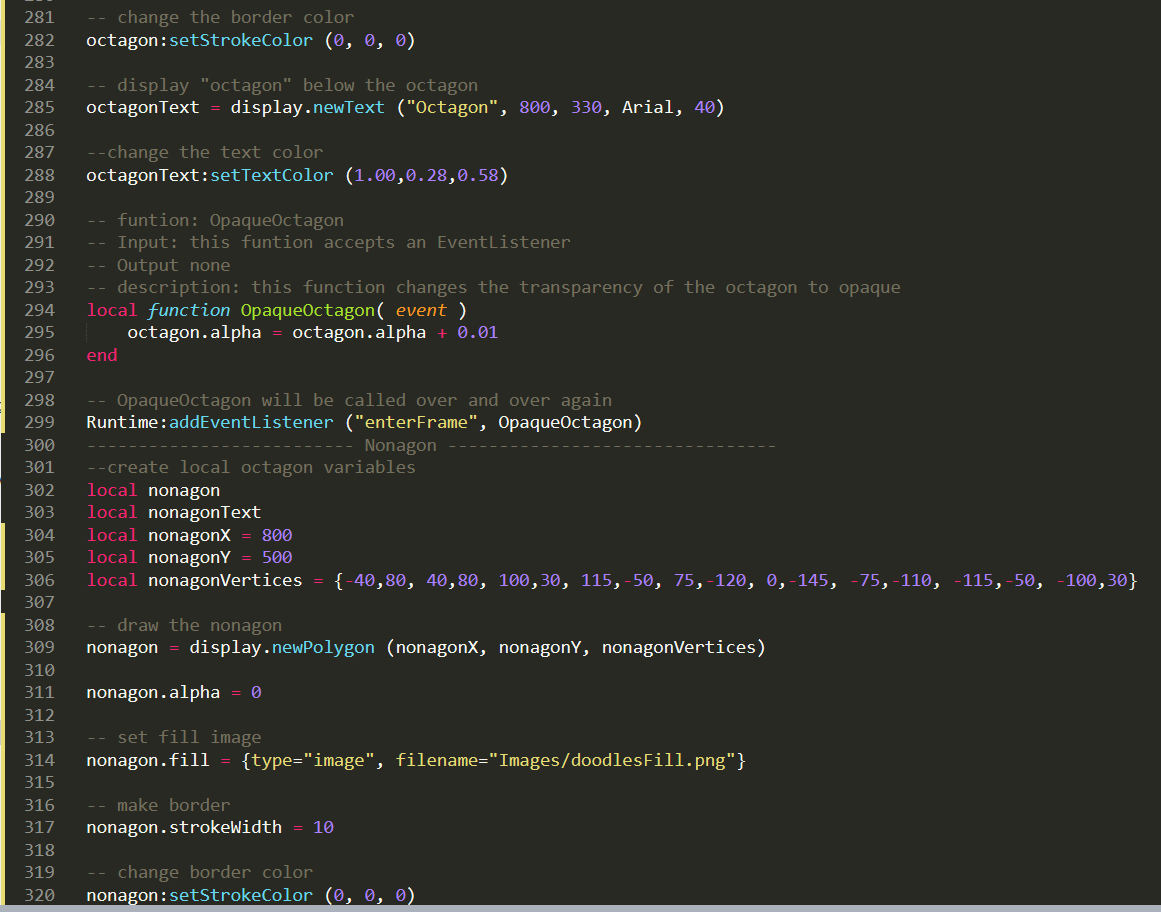 281 -- change the border color
282 octagon:setStrokeColor (0, 0, 0)
283
284 -- display "octagon" below the octagon
285 octagonText = display.newText ("Octagon", 800, 330, Arial, 40)
286
287 --change the text color
288 octagonText:setTextColor (1.00,0.28,0.58)
289
290 -- funtion: OpaqueOctagon
291 -- Input: this funtion accepts an EventListener
292 -- Output none
293 -- description: this function changes the transparency of the octagon to opaque
294 local function OpaqueOctagon( event )
295     octagon.alpha = octagon.alpha + 0.01
296 end
297
298 -- OpaqueOctagon will be called over and over again
299 Runtime:addEventListener ("enterFrame", OpaqueOctagon)
300 -------------------------- Nonagon --------------------------------
301 --create local octagon variables
302 local nonagon
303 local nonagonText
304 local nonagonX = 800
305 local nonagonY = 500
306 local nonagonVertices = {-40,80, 40,80, 100,30, 115,-50, 75,-120, 0,-145, -75,-110, -115,-50, -100,30}
307
308 -- draw the nonagon
309 nonagon = display.newPolygon (nonagonX, nonagonY, nonagonVertices)
310
311 nonagon.alpha = 0
312
313 -- set fill image
314 nonagon.fill = {type="image", filename="Images/doodlesFill.png"}
315
316 -- make border
317 nonagon.strokeWidth = 10
318
319 -- change border color
320 nonagon:setStrokeColor (0, 0, 0)